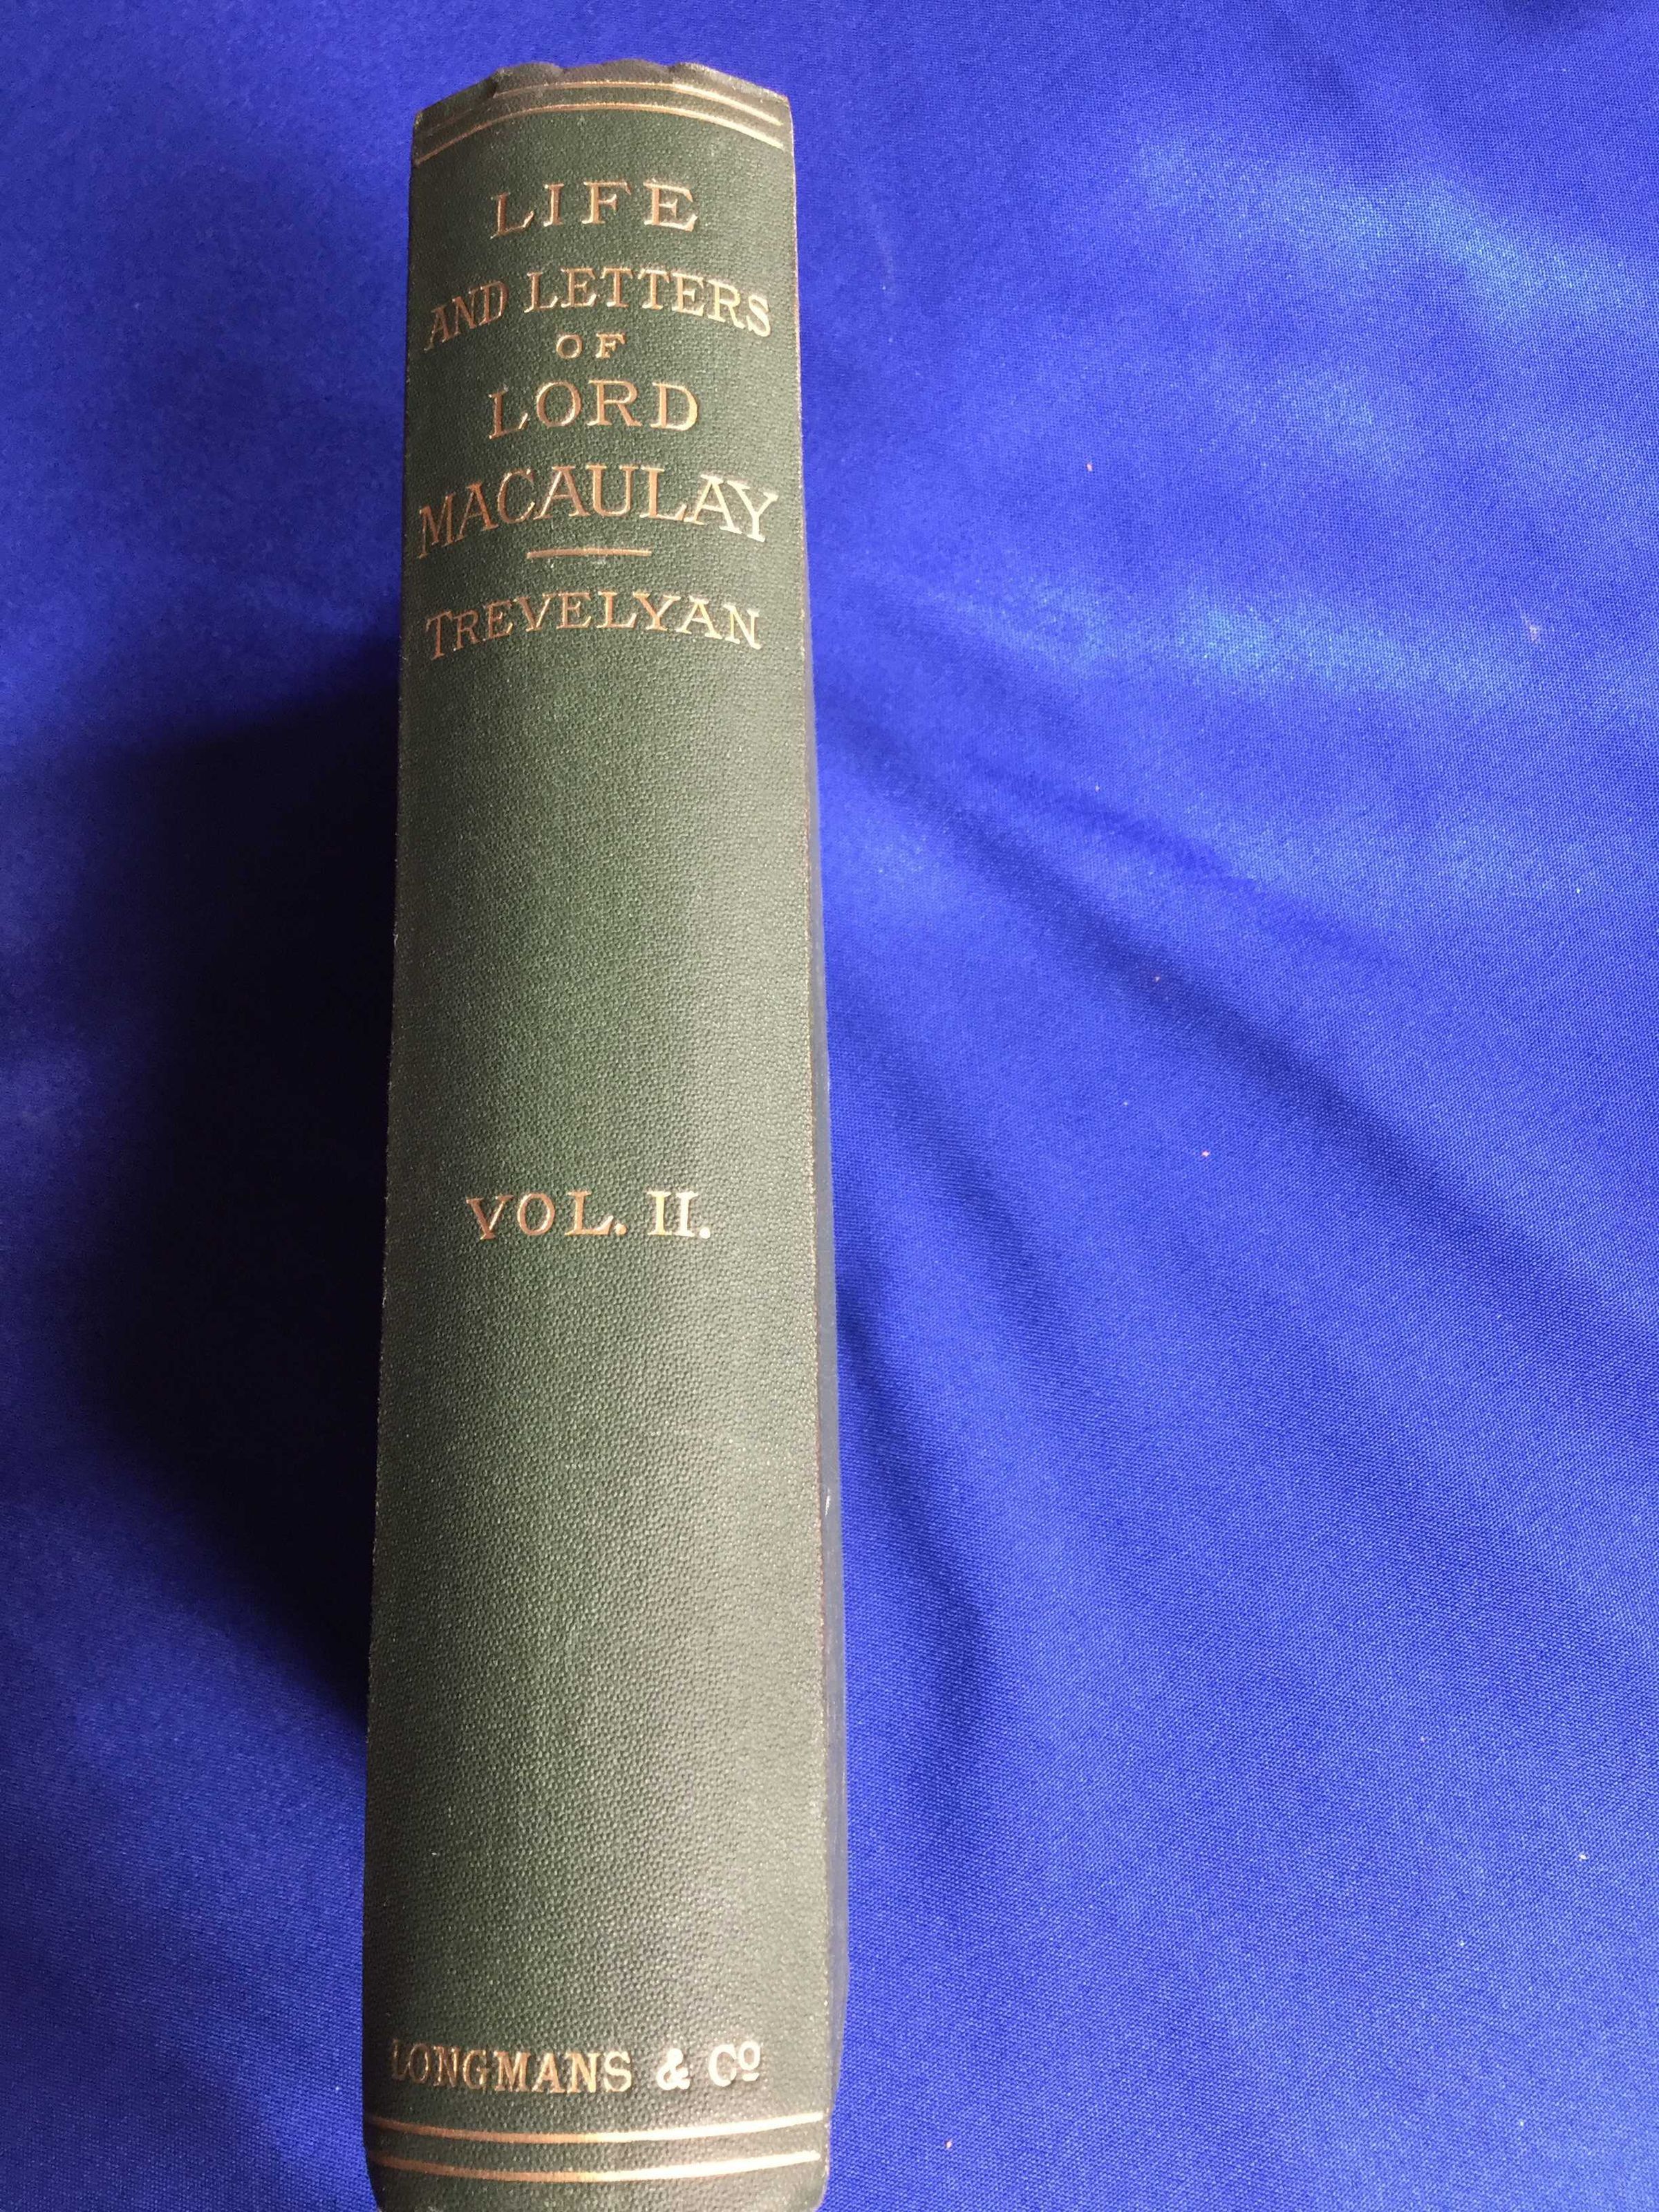 LIFE
AND LETTERS
OF
LORD
MACAULAY
TREVELYAN
VOL. II.
LONGMANS & Cº